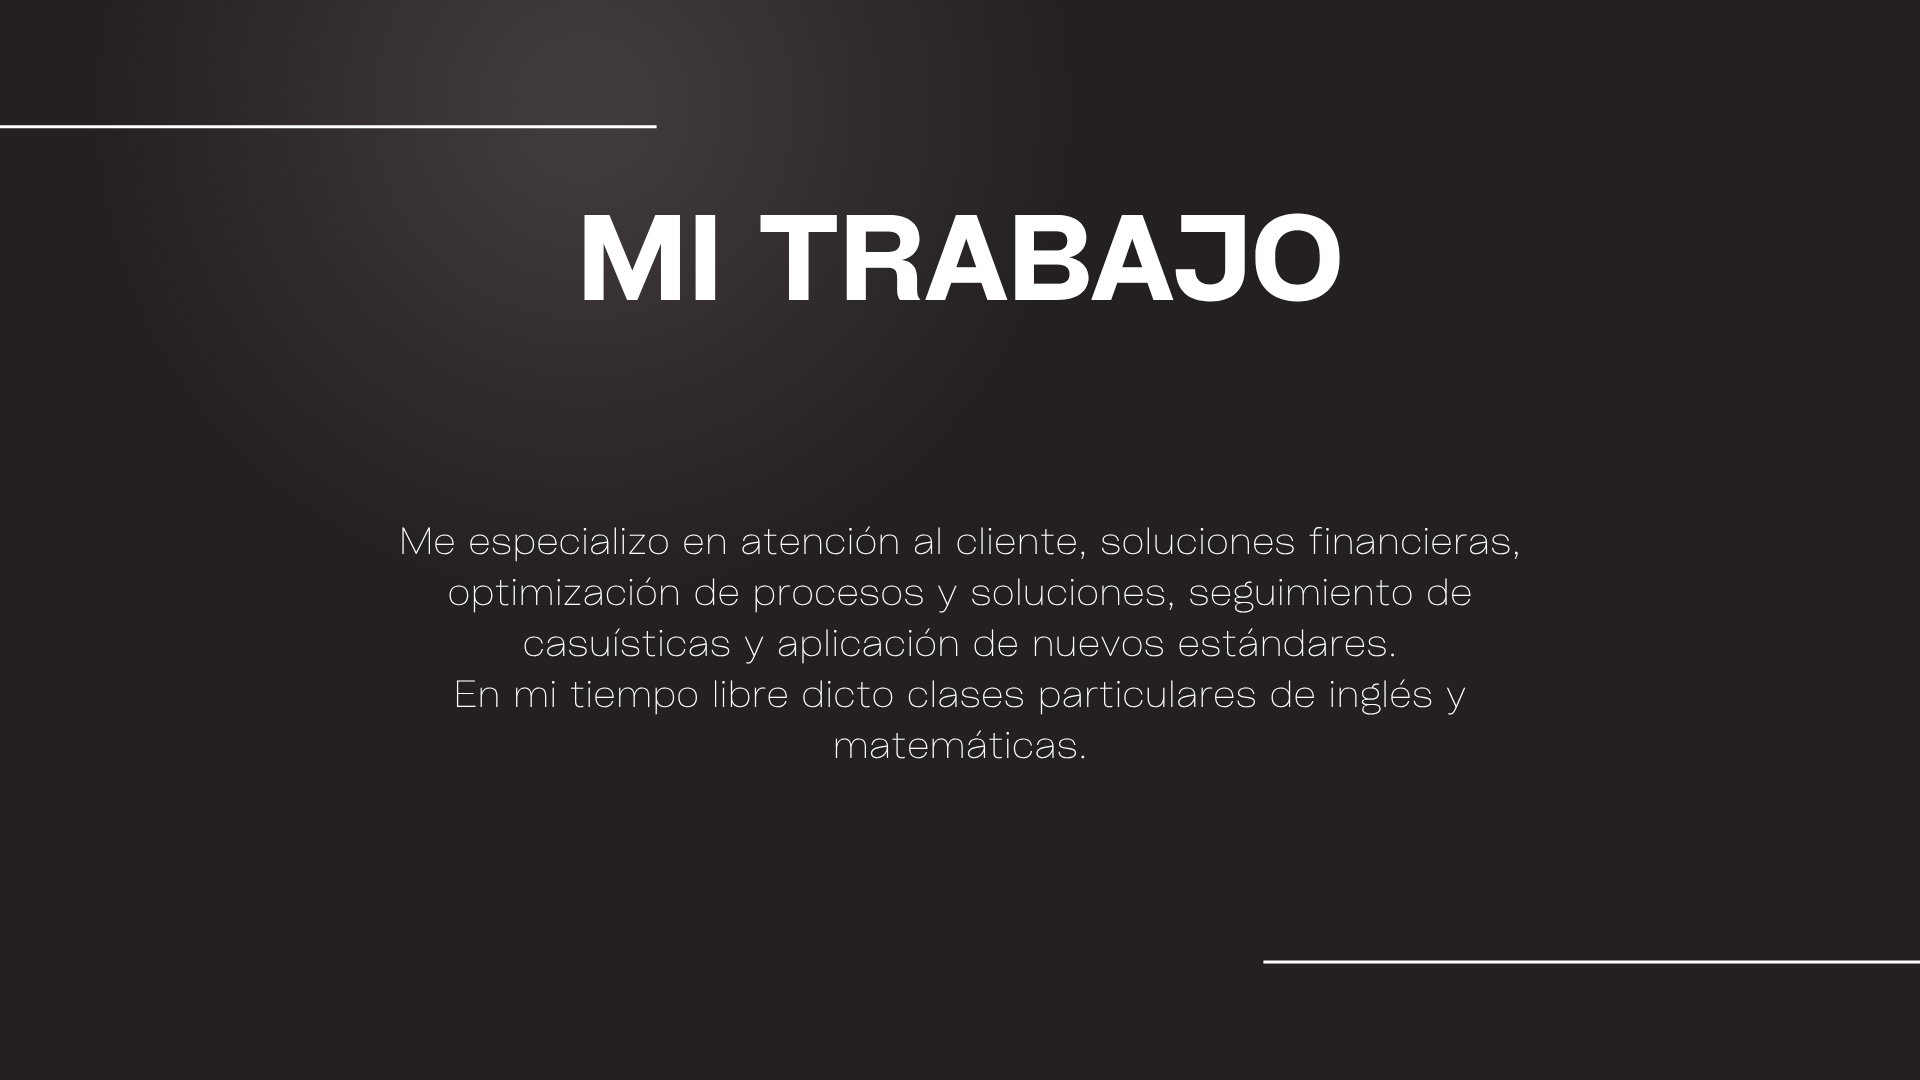 MI TRABAJO
Me especializo en atención al cliente, soluciones financieras,
optimización de procesos y soluciones, seguimiento de
casuísticas y aplicación de nuevos estándares.
En mi tiempo libre dicto clases particulares de inglés y
matemáticas.